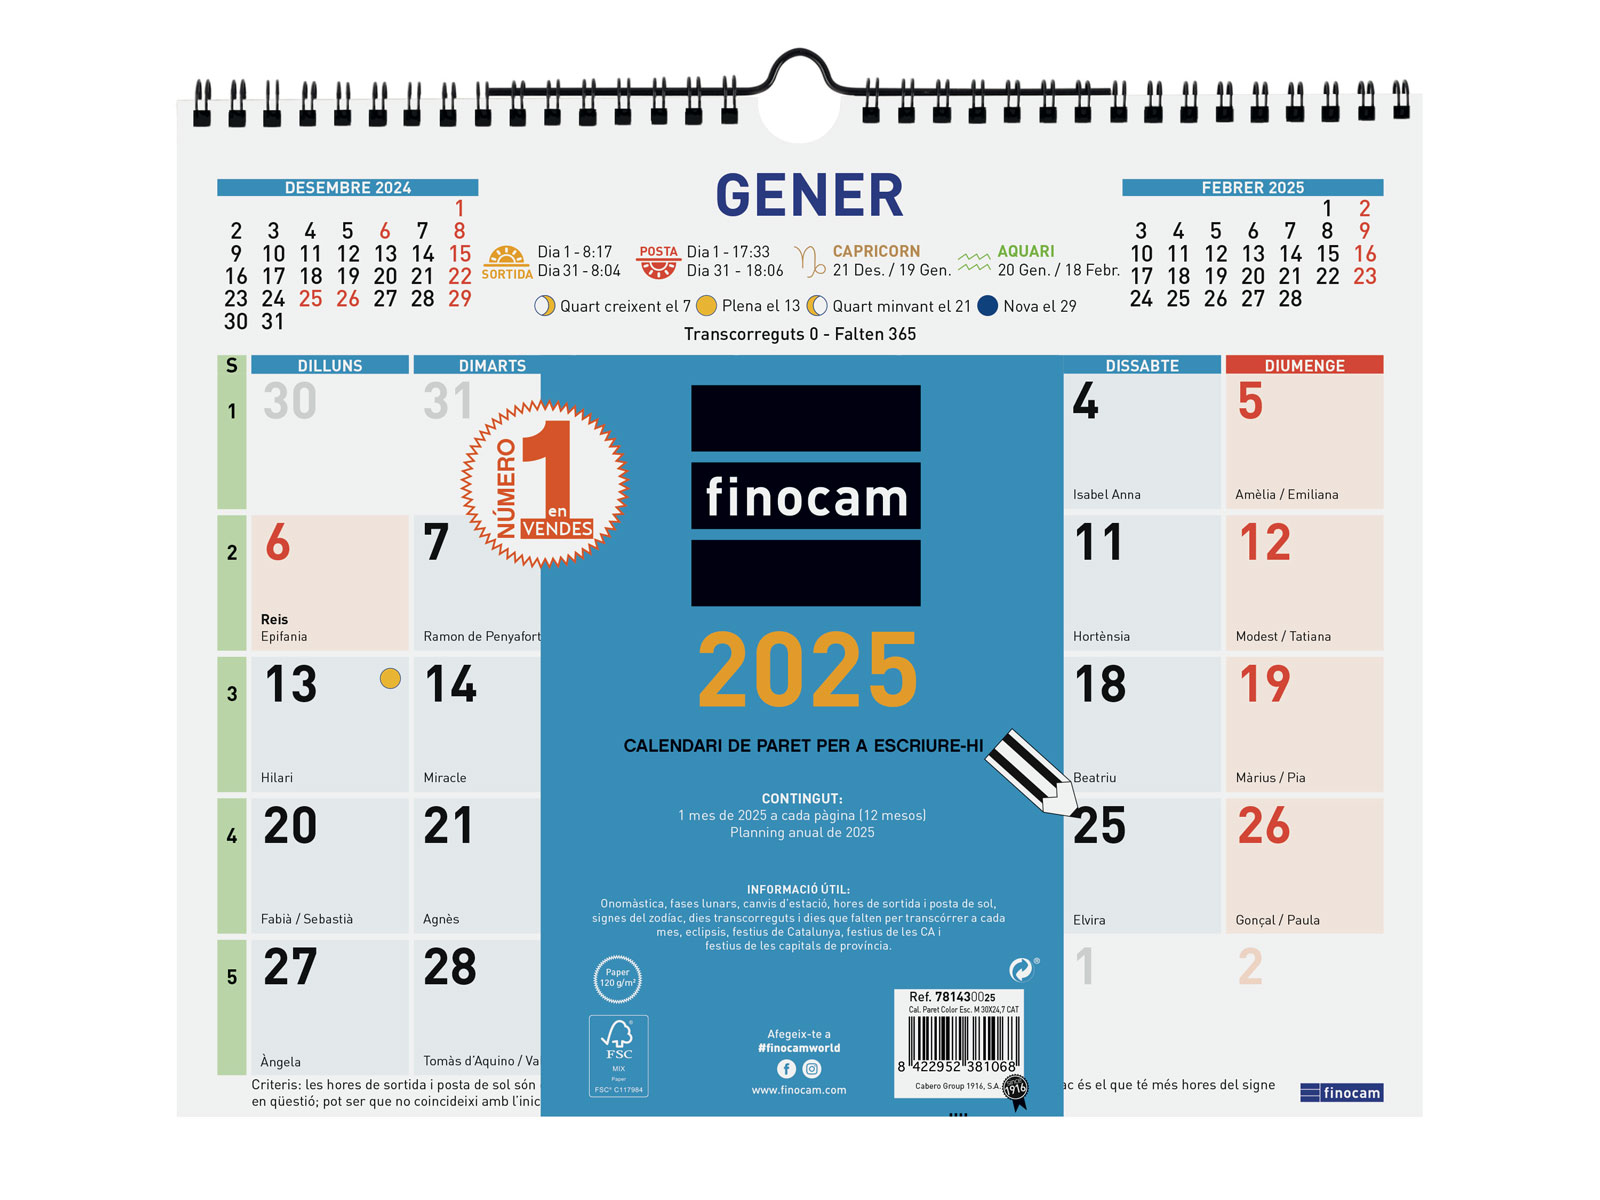 GENER
DESEMBRE 2024
1
2 3 4 5 6 7 8
9 10 11 12 13 14 15
16 17 18 19 20 21 22
23 24 25 26 27 28 29
30 31
SORTIDA
Dia 1 - 8:17
Dia 31 - 8:04
POSTA
Dia 1 - 17:33
Dia 31 - 18:06
CAPRICORN
21 Des. / 19 Gen.
AQUARI
20 Gen. / 18 Febr.
Quart creixent el 7 Plena el 13 Quart minvant el 21 Nova el 29
Transcorreguts 0 - Falten 365
FEBRER 2025
1 2
3 4 5 6 7 8 9
10 11 12 13 14 15 16
17 18 19 20 21 22 23
24 25 26 27 28
S DILLUNS DIMARTS DISSABTE DIUMENGE
1 30 31 4 5
Isabel Anna Amèlia / Emiliana
2 6 7 11 12
Reis
Epifania Ramon de Penyafort Hortènsia Modest / Tatiana
3 13 14 18 19
Hilari Miracle Beatriu Màrius / Pia
4 20 21 25 26
Fabià / Sebastià Agnès Elvira Gonçal / Paula
5 27 28 1 2
Àngela Tomàs d'Aquino / Va
Criteris: les hores de sortida i posta de sol són
en qüestió; pot ser que no coincideixi amb l'inic
ac és el que té més hores del signe
finocam
NÚMERO
1
en
VENDES
finocam
2025
CALENDARI DE PARET PER A ESCRIURE-HI
CONTINGUT:
1 mes de 2025 a cada pàgina (12 mesos)
Planning anual de 2025
INFORMACIÓ ÚTIL:
Onomàstica, fases lunars, canvis d'estació, hores de sortida i posta de sol,
signes del zodíac, dies transcorreguts i dies que falten per transcórrer a cada
mes, eclipsis, festius de Catalunya, festius de les CA i
festius de les capitals de província.
Paper
120 g/m²
FSC
MIX
Paper
FSC® C117984
Afegeix-te a
#finocamworld
www.finocam.com
Ref. 781430025
Cal. Paret Color Esc. M 30X24,7 CAT
8 422952 381068
Cabero Group 1916, S.A.
1916